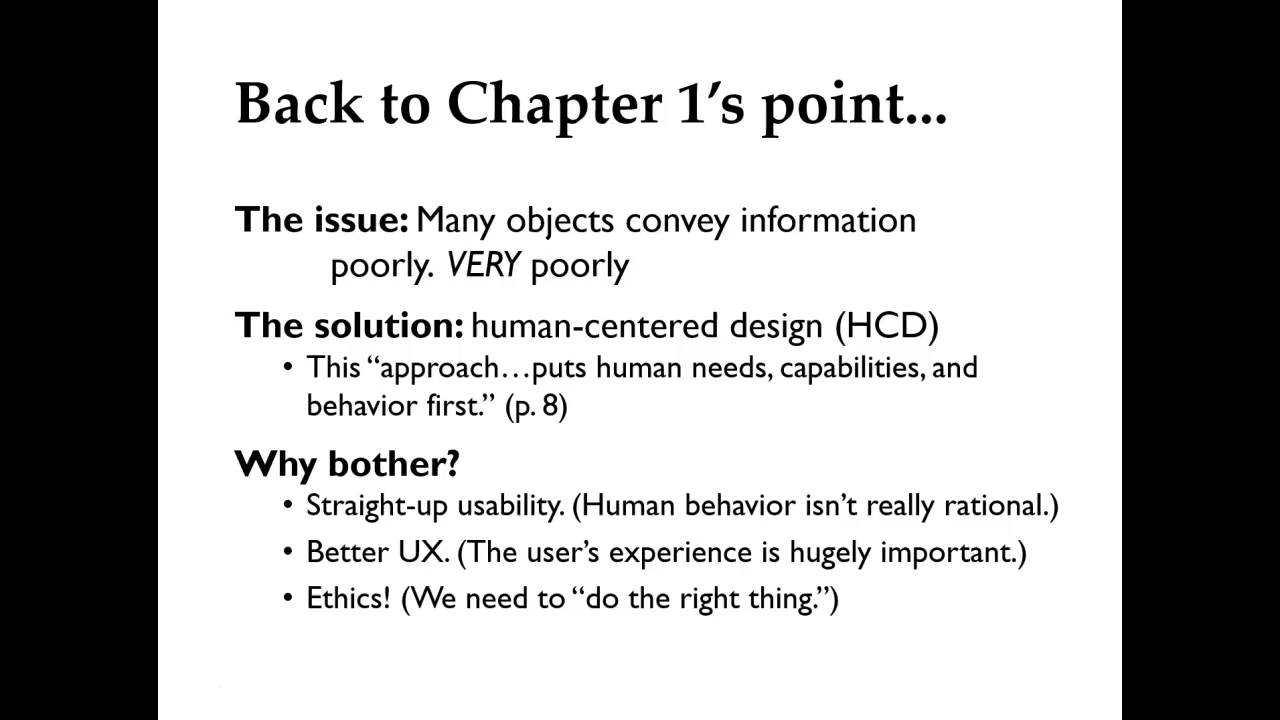 Back to Chapter 1’s point...
The issue: Many objects convey information
poorly. VERY poorly
The solution: human-centered design (HCD)
• This “approach…puts human needs, capabilities, and
behavior first.” (p. 8)
Why bother?
• Straight-up usability. (Human behavior isn’t really rational.)
• Better UX. (The user’s experience is hugely important.)
• Ethics! (We need to “do the right thing.”)